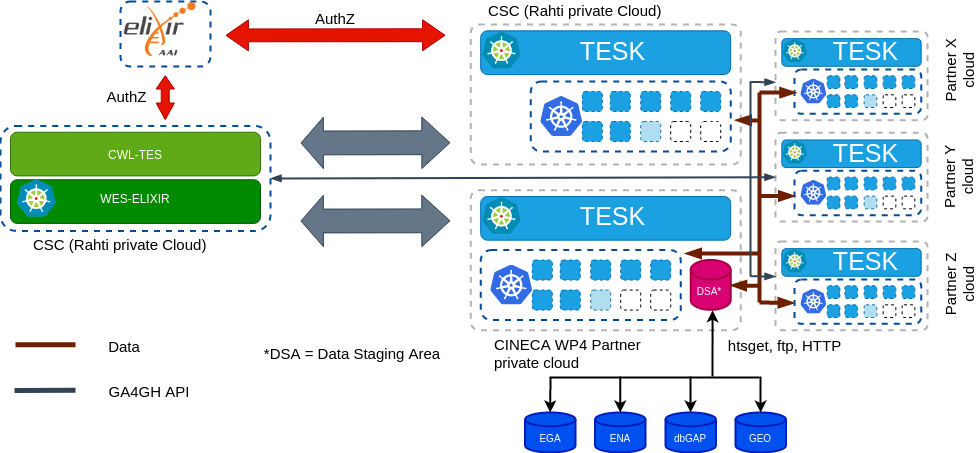 elixir
AAI
AuthZ
CSC (Rahti private Cloud)
AuthZ
CWL-TES
WES-ELIXIR
CSC (Rahti private Cloud)
TESK
TESK
DSA*
CINECA WP4 Partner
private cloud
TESK
Partner X
cloud
TESK
Partner Y
cloud
TESK
Partner Z
cloud
htsget, ftp, HTTP
Data
GA4GH API
*DSA = Data Staging Area
EGA
ENA
dbGAP
GEO